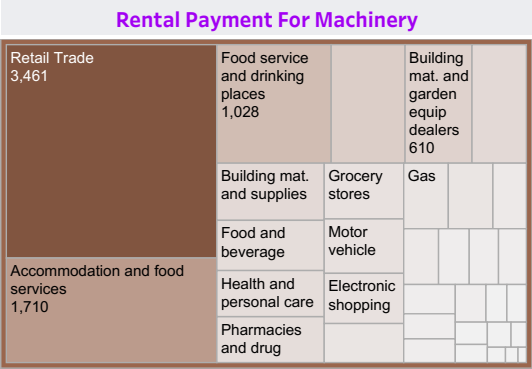 Rental Payment For Machinery
Retail Trade
3,461
Accommodation and food
services
1,710
Food service
and drinking
places
1,028
Building
mat. and
garden
equip
dealers
610
Building mat.
and supplies
Grocery
stores
Gas
Food and
beverage
Motor
vehicle
Health and
personal care
Electronic
shopping
Pharmacies
and drug